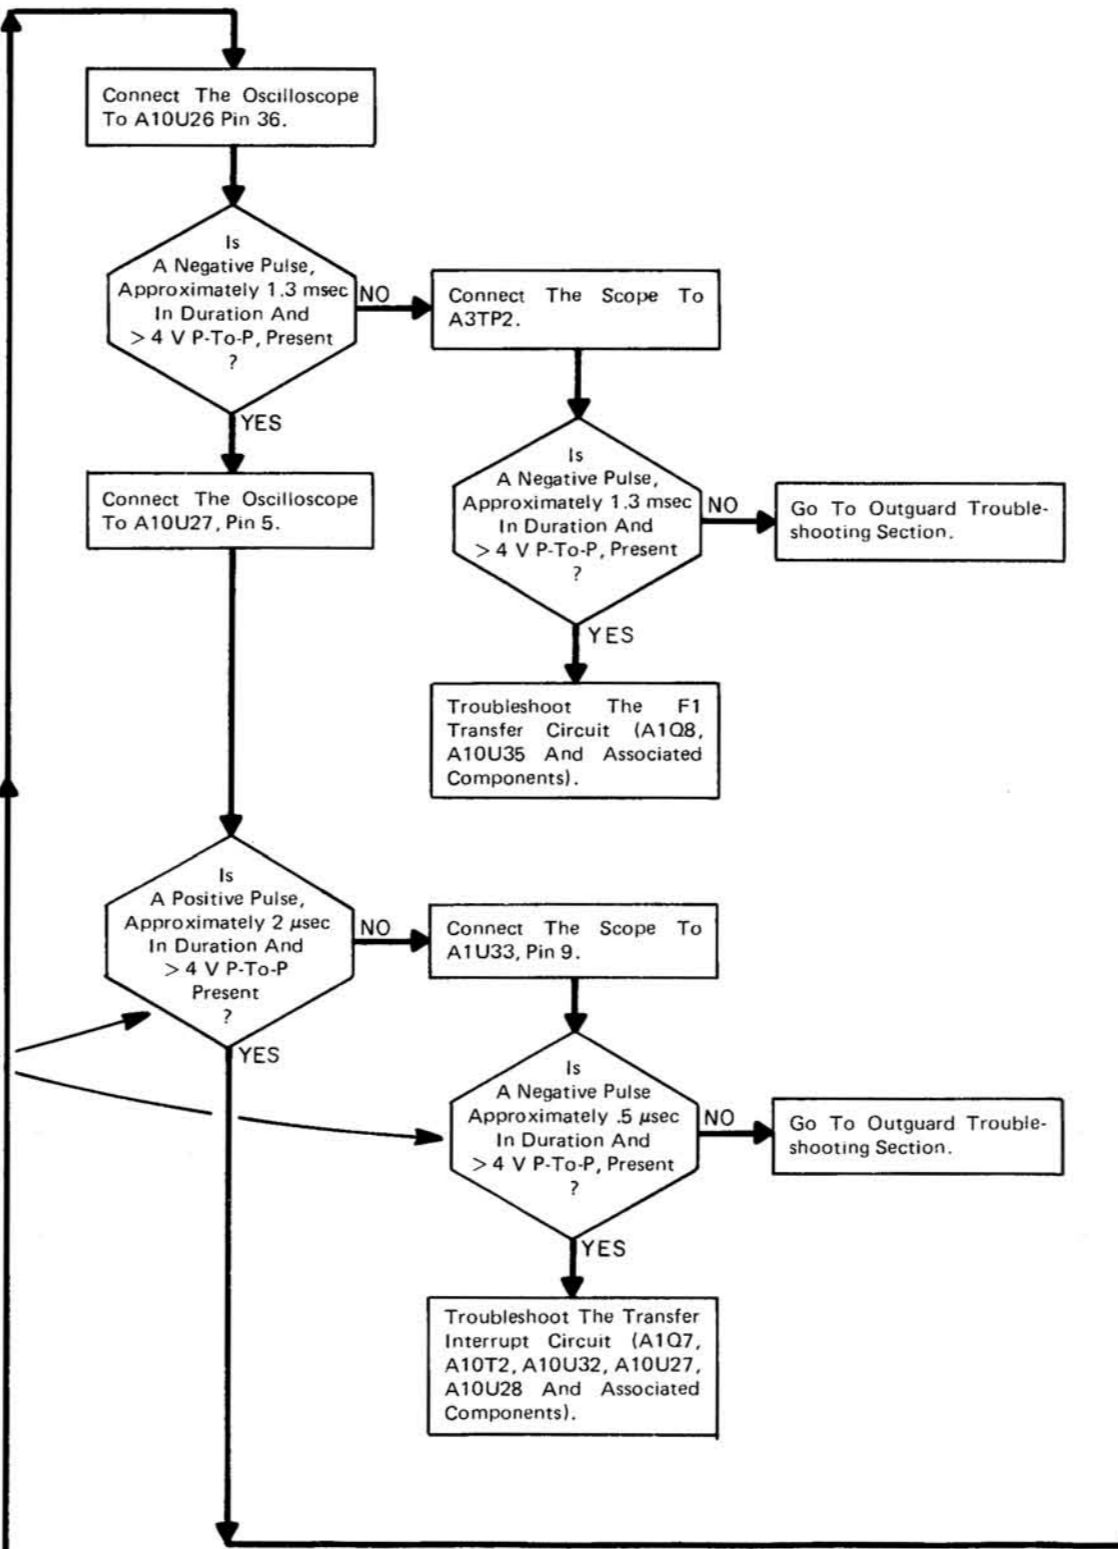 Connect The Oscilloscope
To A10U26 Pin 36.
Is
A Negative Pulse,
Approximately 1.3 msec
In Duration And
> 4 V P-To-P, Present
?
NO
Connect The Scope To
A3TP2.
YES
Connect The Oscilloscope
To A10U27, Pin 5.
Is
A Negative Pulse,
Approximately 1.3 msec
In Duration And
> 4 V P-To-P, Present
?
NO
Go To Outguard Trouble-
shooting Section.
YES
Troubleshoot The F1
Transfer Circuit (A1Q8,
A10U35 And Associated
Components).
Is
A Positive Pulse,
Approximately 2 μsec
In Duration And
> 4 V P-To-P
Present
?
NO
Connect The Scope To
A1U33, Pin 9.
YES
Is
A Negative Pulse
Approximately .5 μsec
In Duration And
> 4 V P-To-P, Present
?
NO
Go To Outguard Trouble-
shooting Section.
YES
Troubleshoot The Transfer
Interrupt Circuit (A1Q7,
A10T2, A10U32, A10U27,
A10U28 And Associated
Components).